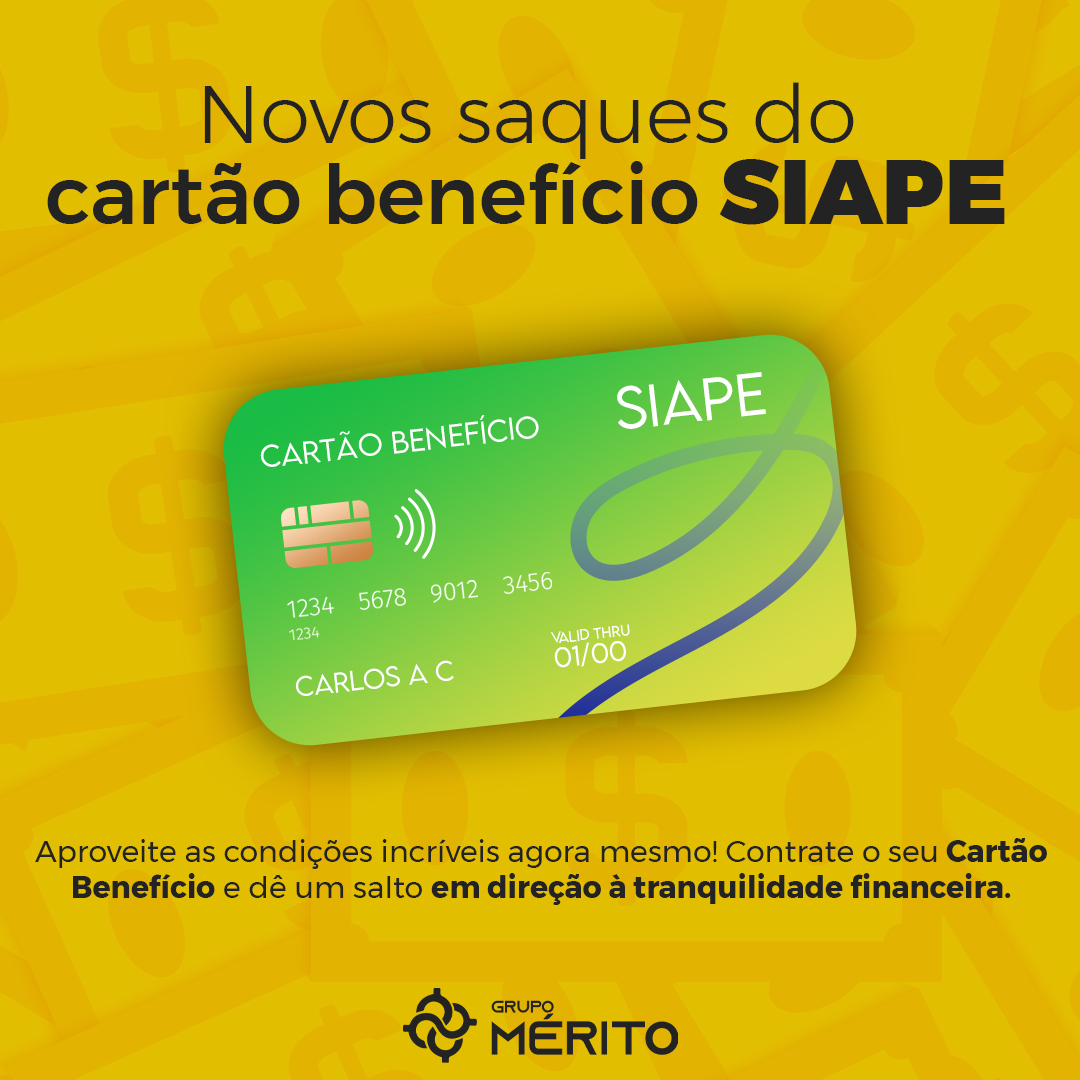 Novos saques do
cartão benefício SIAPE
SIAPE
CARTÃO BENEFÍCIO
1234 5678 9012 3456
1234
VALID THRU
01/00
CARLOS A C
Aproveite as condições incríveis agora mesmo! Contrate o seu Cartão
Benefício e dê um salto em direção à tranquilidade financeira.
GRUPO
MÉRITO